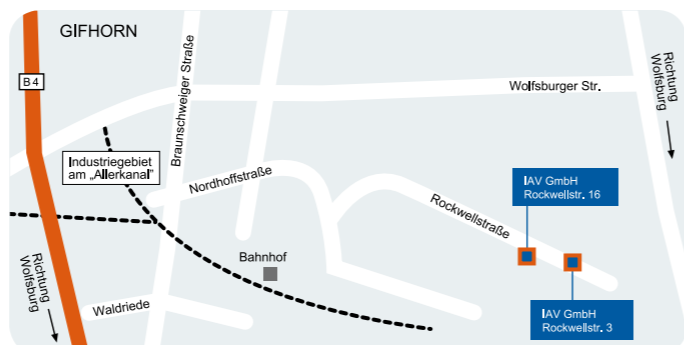 GIFHORN
B 4
Braunschweiger Straße
Wolfsburger Str.
Richtung
Wolfsburg
Industriegebiet
am „Allerkanal“
Nordhoffstraße
IAV GmbH
Rockwellstr. 16
Rockwellstraße
Bahnhof
Richtung
Wolfsburg
Waldriede
IAV GmbH
Rockwellstr. 3